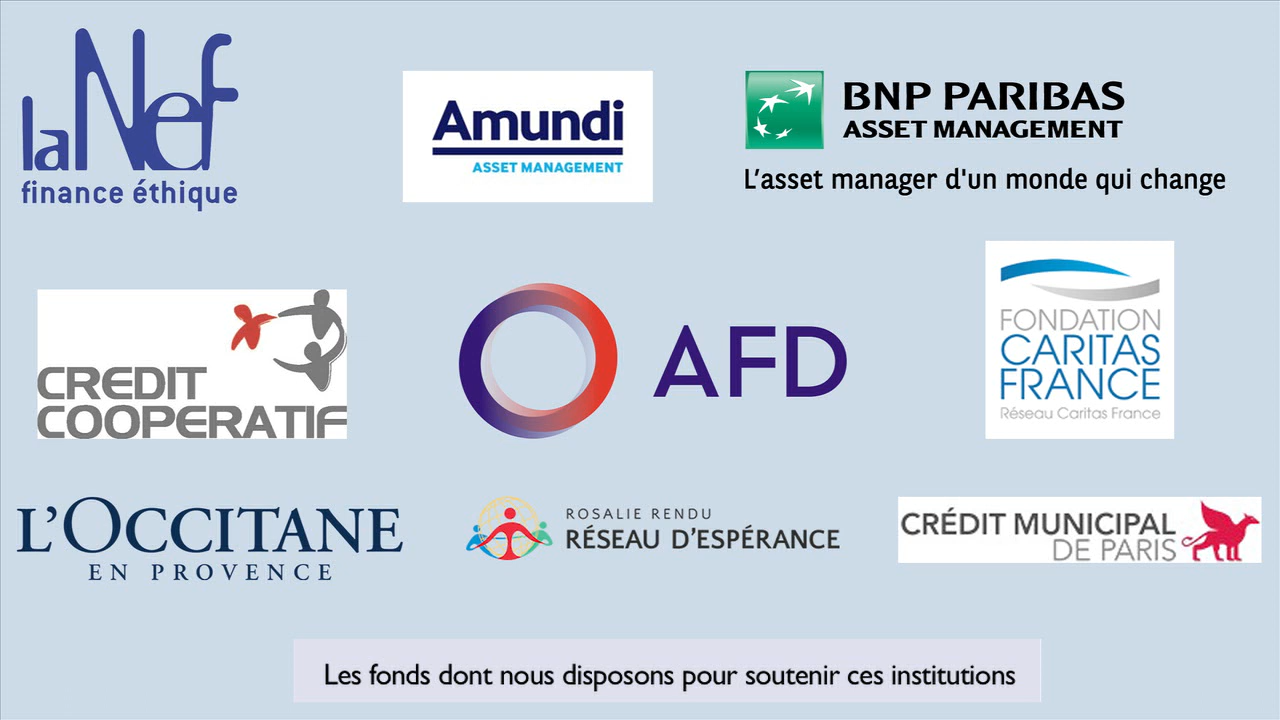 la Nef
finance éthique
Amundi
ASSET MANAGEMENT
BNP PARIBAS
ASSET MANAGEMENT
L'asset manager d'un monde qui change
CREDIT
COOPERATIF
AFD
FONDATION
CARITAS
FRANCE
Réseau Caritas France
L'OCCITANE
EN PROVENCE
ROSALIE RENDU
RÉSEAU D'ESPÉRANCE
CRÉDIT MUNICIPAL
DE PARIS
Les fonds dont nous disposons pour soutenir ces institutions